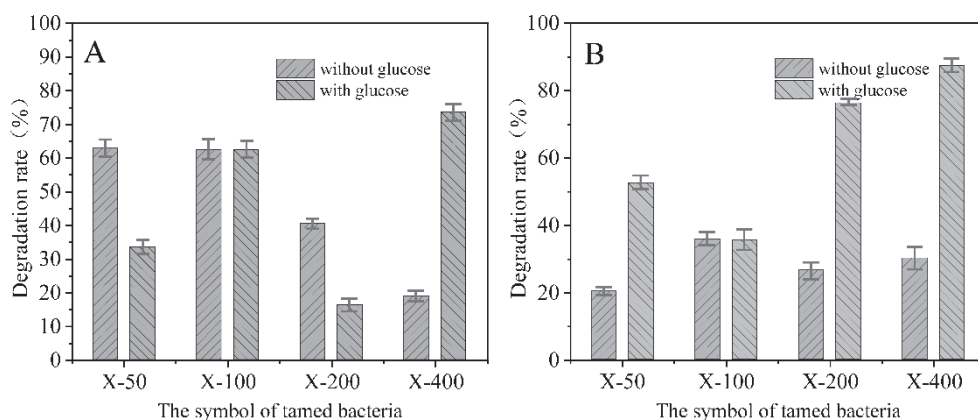 A
without glucose
with glucose
Degradation rate（%）
100
90
80
70
60
50
40
30
20
10
0
X-50 X-100 X-200 X-400
The symbol of tamed bacteria
B
without glucose
with glucose
Degradation rate（%）
100
80
60
40
20
0
X-50 X-100 X-200 X-400
The symbol of tamed bacteria